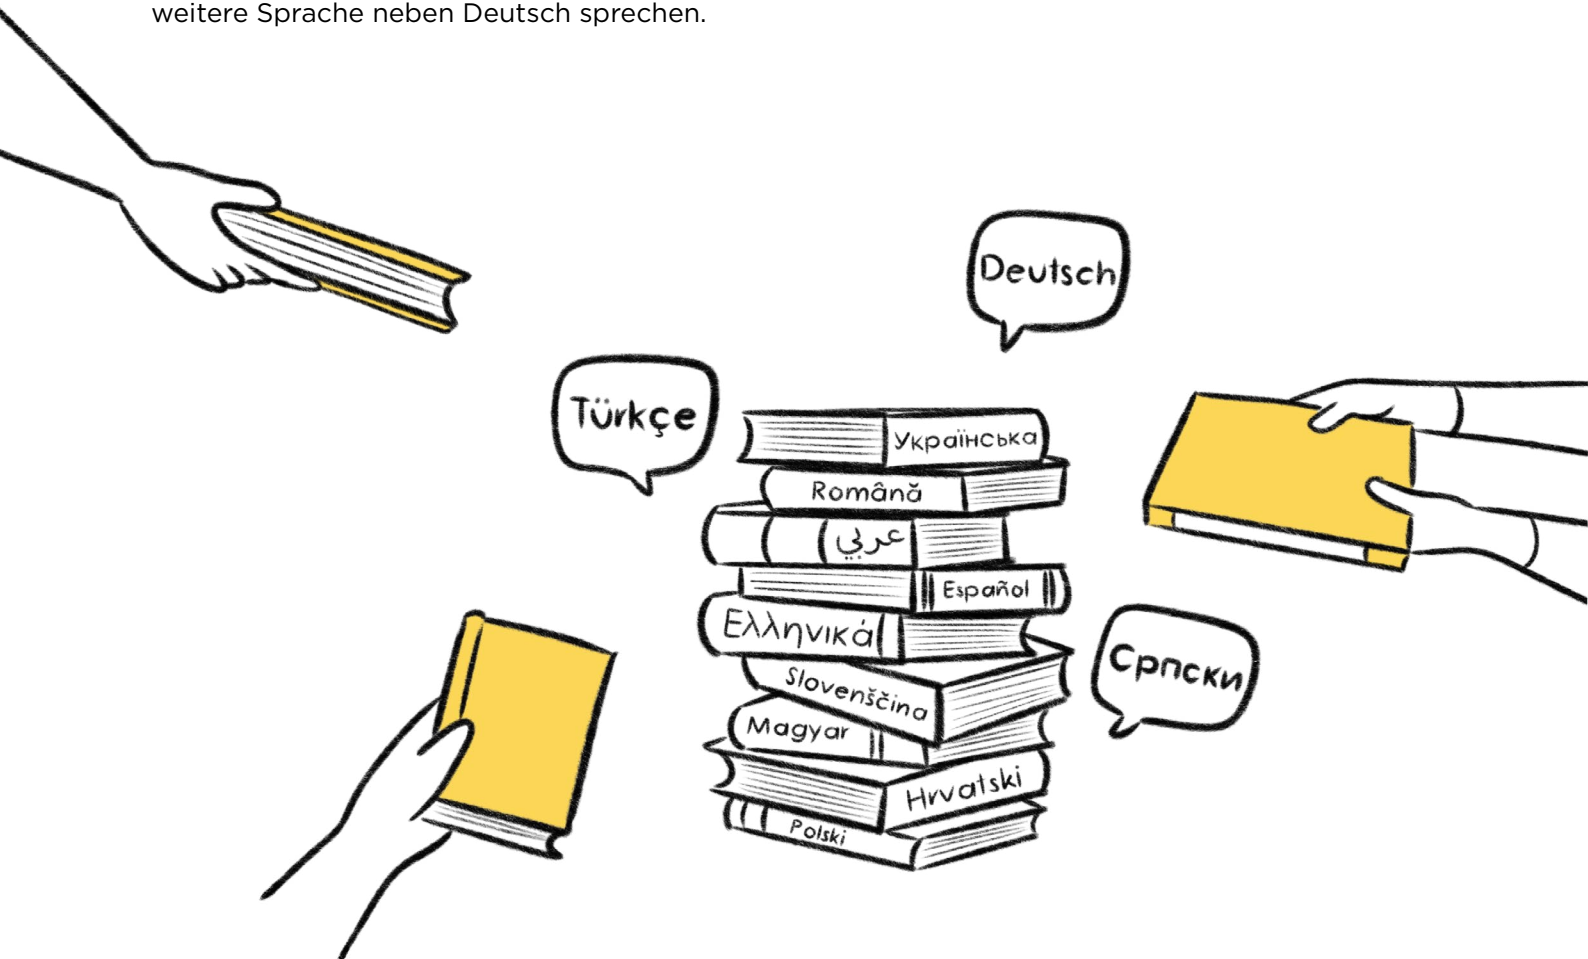 weitere Sprache neben Deutsch sprechen.
Deutsch
Türkçe
Українська
Română
عربي
Español
Ελληνικά
Slovenščina
Српски
Magyar
Hrvatski
Polski